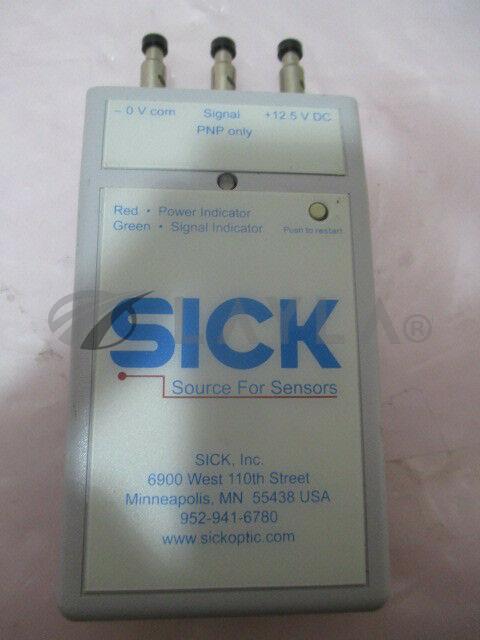 – 0 V com Signal +12.5 V DC
PNP only
Red • Power Indicator
Green • Signal Indicator
Push to restart
LAYLA®
SICK
Source For Sensors
SICK, Inc.
6900 West 110th Street
Minneapolis, MN 55438 USA
952-941-6780
www.sickoptic.com